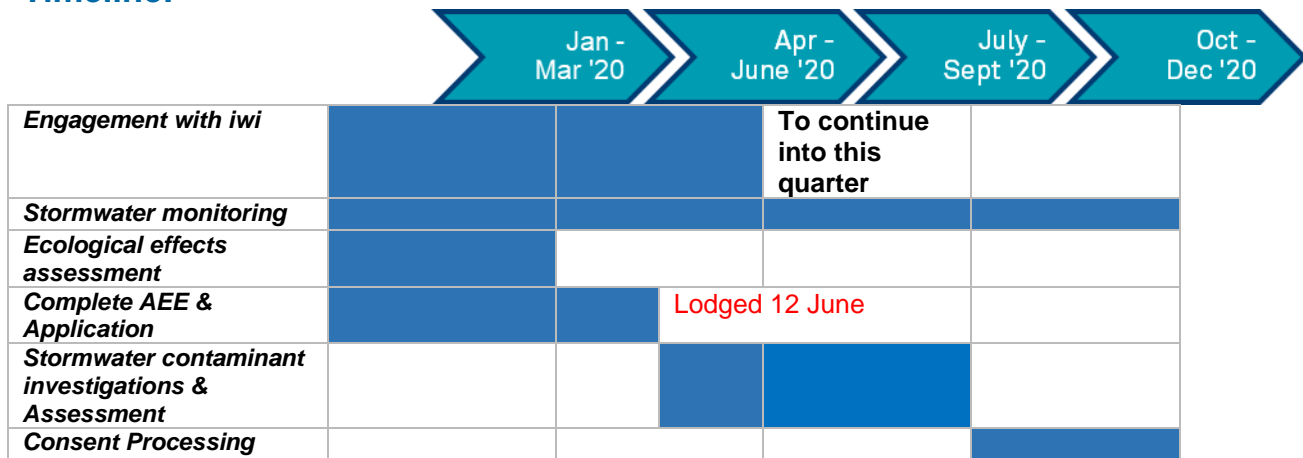 Timeline:
Jan -
Mar '20
Apr -
June '20
July -
Sept '20
Oct -
Dec '20
Engagement with iwi
To continue
into this
quarter
Stormwater monitoring
Ecological effects
assessment
Complete AEE &
Application
Lodged 12 June
Stormwater contaminant
investigations &
Assessment
Consent Processing